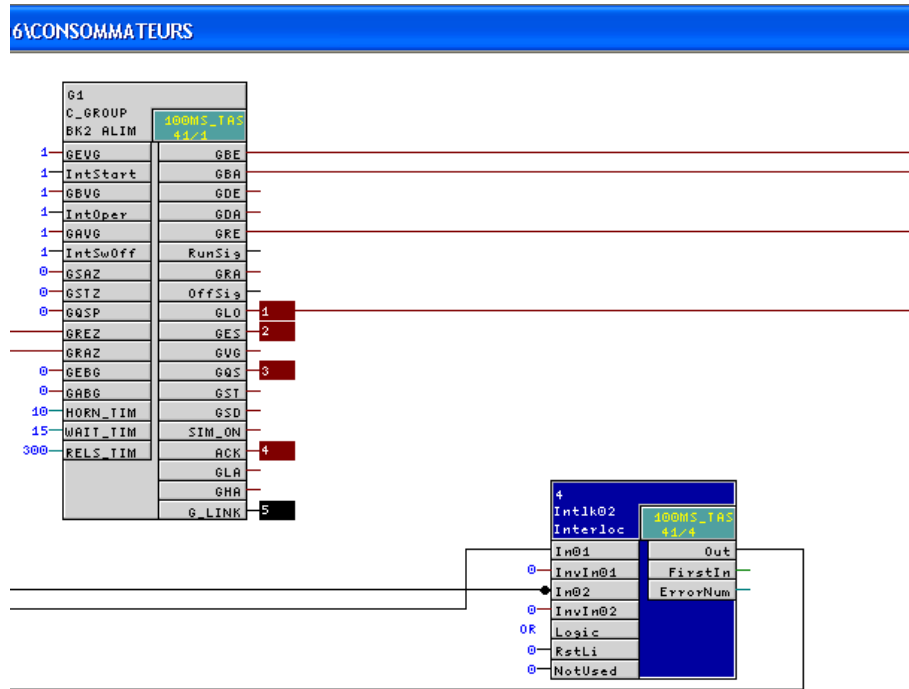 6\CONSOMMATEURS
G1
C_GROUP
BK2 ALIM
100MS_TAS
41/1
1 GEVG GBE
1 IntStart GBA
1 GBVG GDE
1 IntOper GDA
1 GAVG GRE
1 IntSwOff RunSig
0 GSAZ GRA
0 GSTZ OffSig
0 GQSP GLO 1
GREZ GES 2
GRAZ GVG
0 GEBG GQS 3
0 GABG GST
10 HORN_TIM GSD
15 WAIT_TIM SIM_ON
300 RELS_TIM ACK 4
GLA
GHA
G_LINK 5
4
Intlk02
Interloc
100MS_TAS
41/4
In01 Out
0 InvIn01 FirstIn
In02 ErrorNum
0 InvIn02
OR Logic
0 RstLi
0 NotUsed